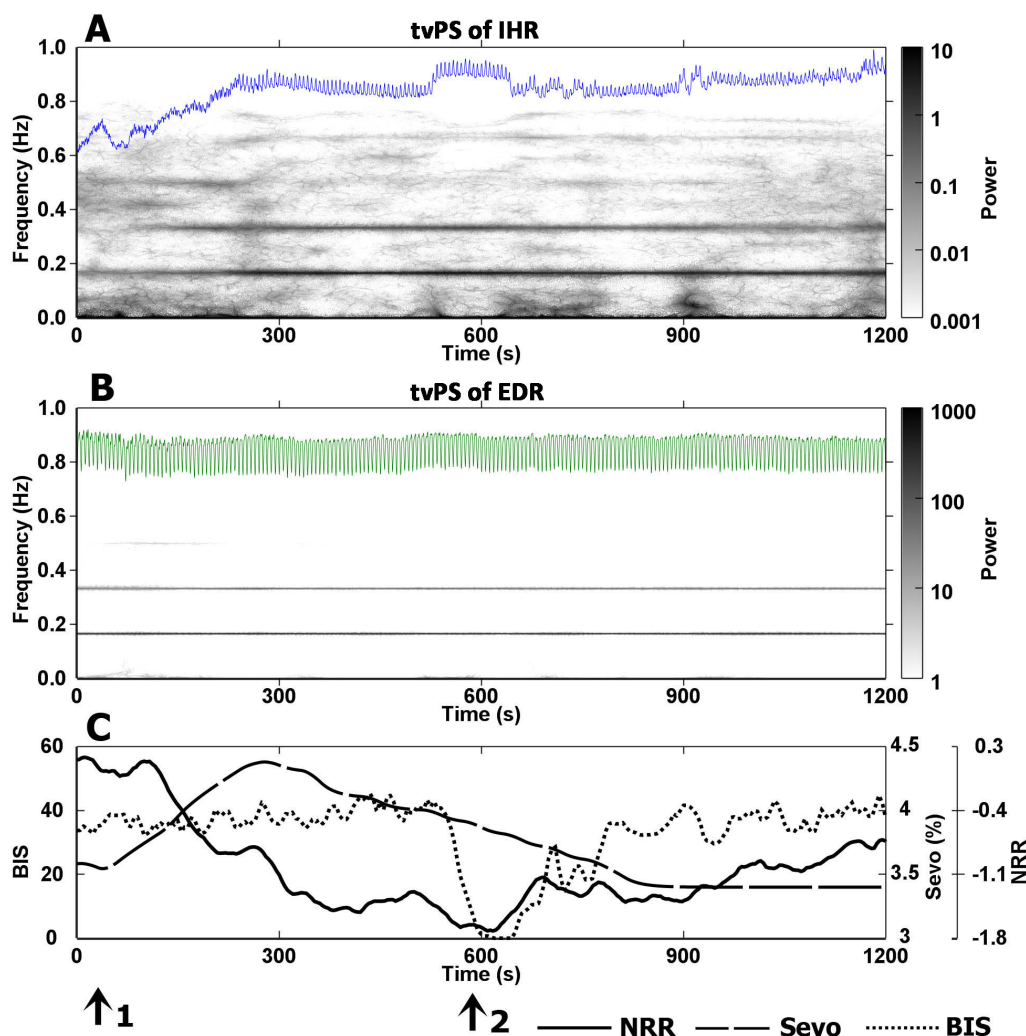 A
tvPS of IHR
1.0
0.8
0.6
0.4
0.2
0.0
Frequency (Hz)
0
300
600
900
1200
Time (s)
10
1
0.1
0.01
0.001
Power
B
tvPS of EDR
1.0
0.8
0.6
0.4
0.2
0.0
Frequency (Hz)
0
300
600
900
1200
Time (s)
1000
100
10
1
Power
C
60
40
20
0
BIS
0
300
600
900
1200
Time (s)
4.5
4
3.5
3
Sevo (%)
0.3
-0.4
-1.1
-1.8
NRR
1
2
NRR
Sevo
BIS